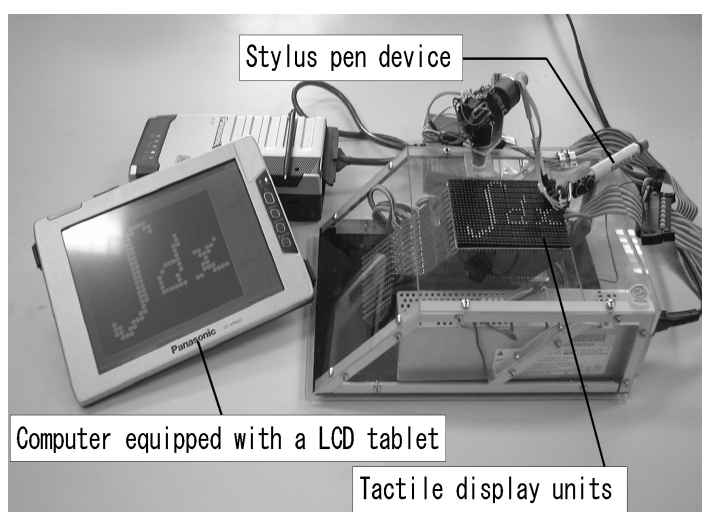 Stylus pen device
∫dx
∫dx
Panasonic
Computer equipped with a LCD tablet
Tactile display units